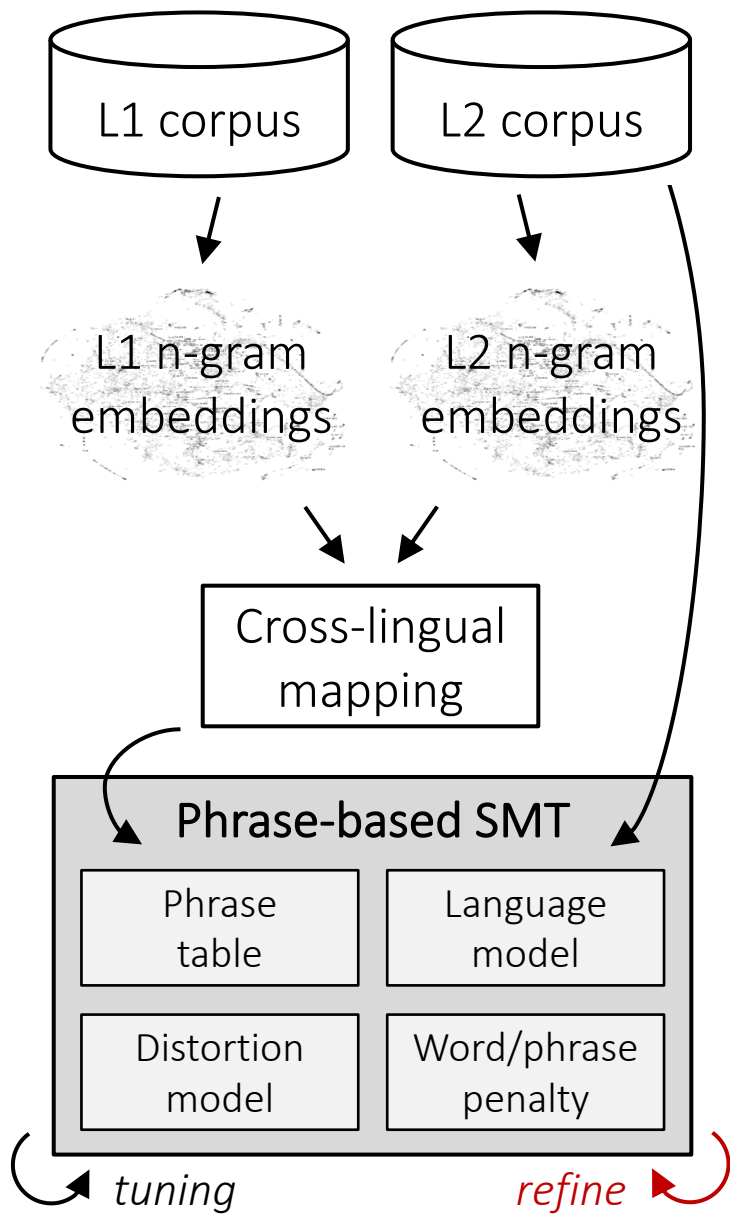 L1 corpus
L2 corpus
L1 n-gram
embeddings
L2 n-gram
embeddings
Cross-lingual
mapping
Phrase-based SMT
Phrase
table
Language
model
Distortion
model
Word/phrase
penalty
tuning
refine